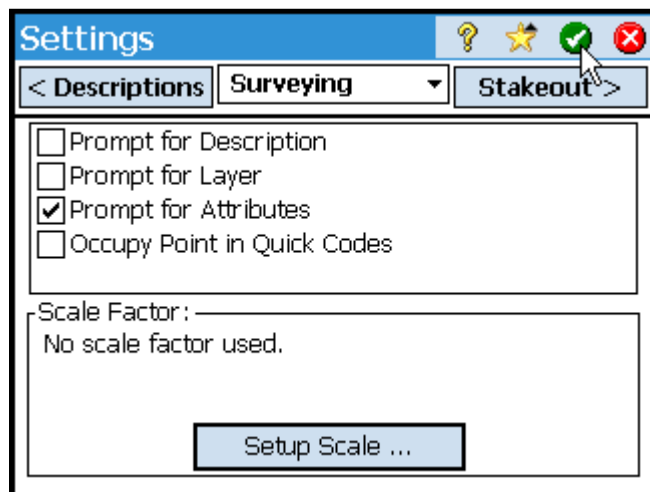 Settings
< Descriptions Surveying Stakeout >
Prompt for Description
Prompt for Layer
Prompt for Attributes
Occupy Point in Quick Codes
Scale Factor:
No scale factor used.
Setup Scale ...